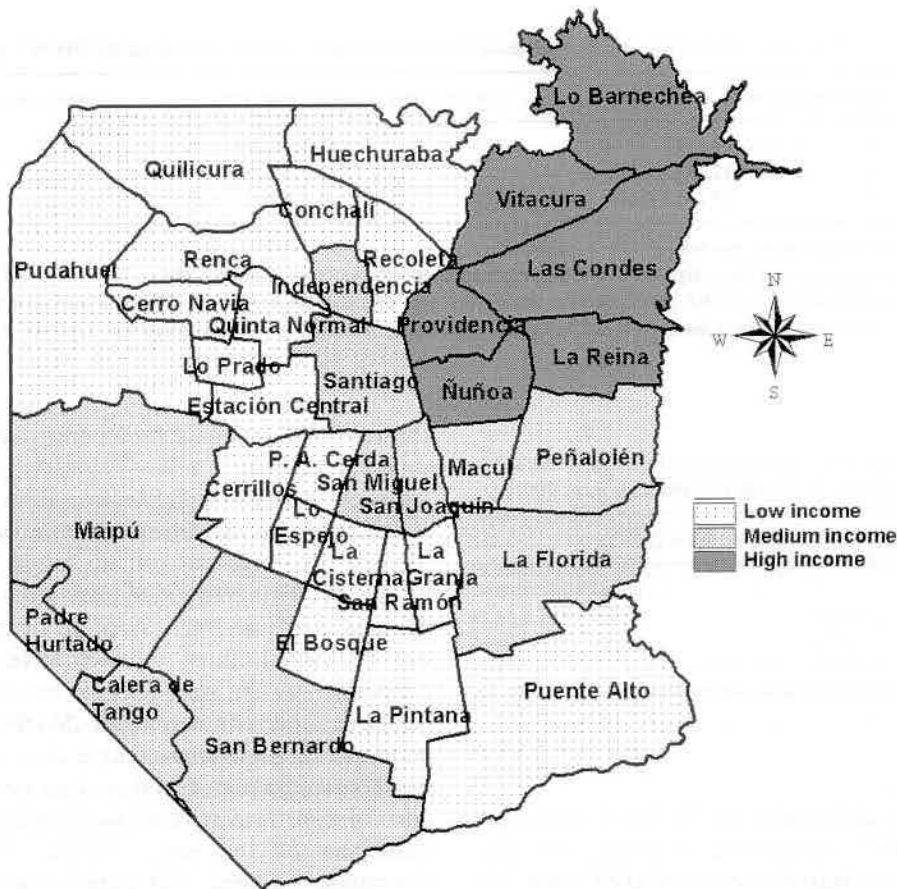 Lo Barnechea
Huechuraba
Quilicura
Vitacura
Conchalí
Recoleta
Renca
Pudahuel
Las Condes
Independencia
Cerro Navia
Quinta Normal
Providencia
La Reina
Lo Prado
Santiago
Ñuñoa
Estación Central
N
W
E
S
P. A. Cerda
Macul
Peñalolén
San Miguel
Cerrillos
San Joaquín
Lo
Espejo
Maipú
La
Cisterna
La
Granja
La Florida
San Ramón
Low income
Medium income
High income
Padre
Hurtado
El Bosque
Calera de
Tango
La Pintana
Puente Alto
San Bernardo